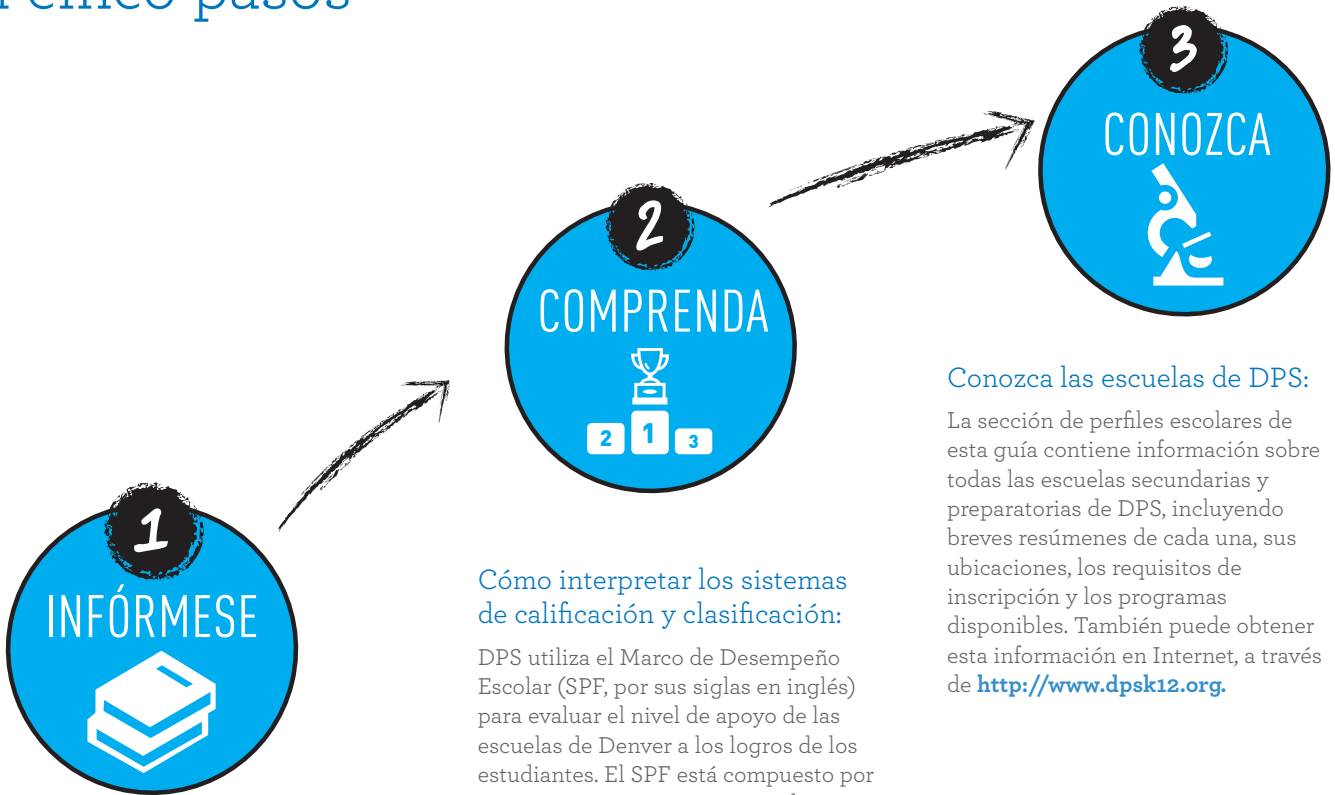 cinco pasos
1
INFÓRMESE
2
COMPRENDA
2 1 3
Cómo interpretar los sistemas
de calificación y clasificación:
DPS utiliza el Marco de Desempeño
Escolar (SPF, por sus siglas en inglés)
para evaluar el nivel de apoyo de las
escuelas de Denver a los logros de los
estudiantes. El SPF está compuesto por
3
CONOZCA
Conozca las escuelas de DPS:
La sección de perfiles escolares de
esta guía contiene información sobre
todas las escuelas secundarias y
preparatorias de DPS, incluyendo
breves resúmenes de cada una, sus
ubicaciones, los requisitos de
inscripción y los programas
disponibles. También puede obtener
esta información en Internet, a través
de http://www.dpsk12.org.